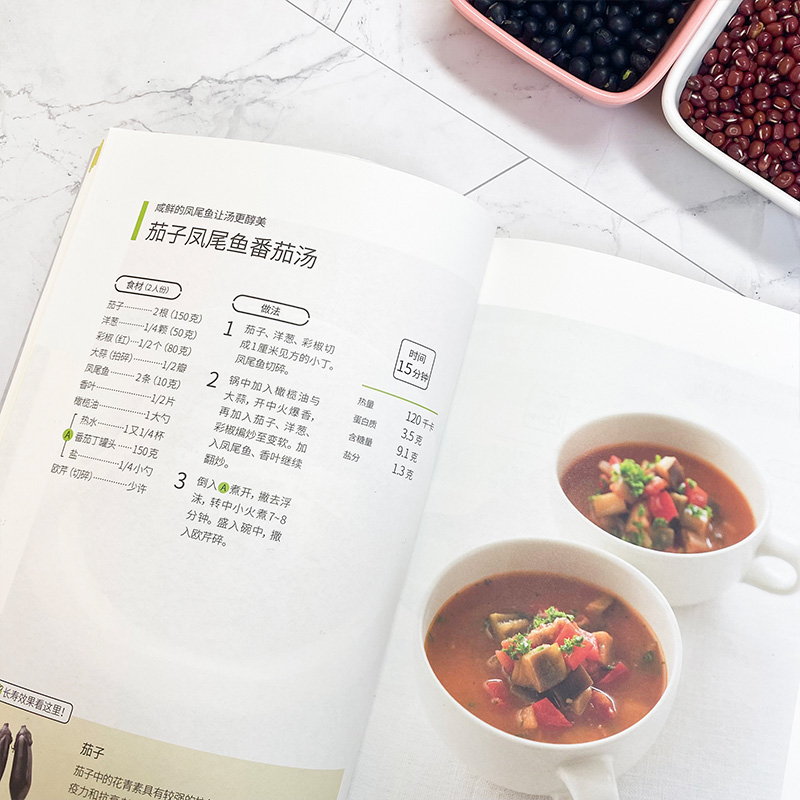 咸鲜的凤尾鱼让汤更醇美
茄子凤尾鱼番茄汤
食材(2人份)
茄子…………2根(150克)
洋葱…………1/4颗(50克)
彩椒(红)…1/2个(80克)
大蒜(拍碎)…………1/2瓣
凤尾鱼………2条(10克)
香叶…………………1/2片
橄榄油………………1大勺
A
热水…………1又1/4杯
番茄丁罐头……150克
盐……………1/4小勺
欧芹(切碎)…………少许
做法
1 茄子、洋葱、彩椒切
成1厘米见方的小丁。
凤尾鱼切碎。
2 锅中加入橄榄油与
大蒜,开中火爆香,
再加入茄子、洋葱、
彩椒煸炒至变软。加
入凤尾鱼、香叶继续
翻炒。
3 倒入A煮开,撇去浮
沫,转中小火煮7~8
分钟。盛入碗中,撒
入欧芹碎。
时间
15分钟
热量 120千卡
蛋白质 3.5克
含糖量 9.1克
盐分 1.3克
长寿效果看这里!
茄子
茄子中的花青素具有较强的
疫力和抗